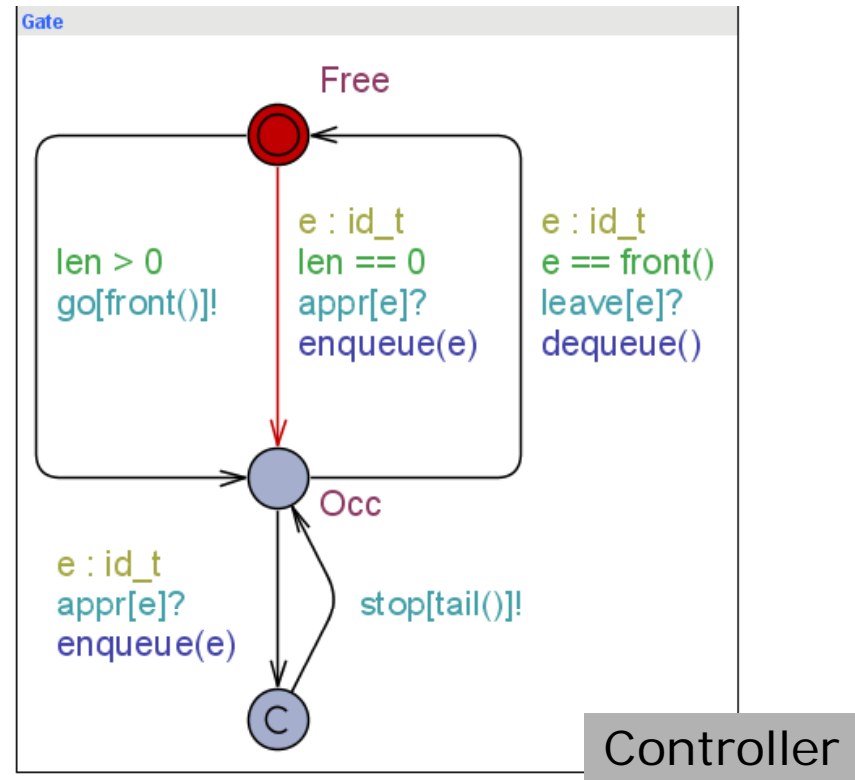 Gate
Free
len > 0
go[front()]!
e : id_t
len == 0
appr[e]?
enqueue(e)
e : id_t
e == front()
leave[e]?
dequeue()
Occ
e : id_t
appr[e]?
enqueue(e)
stop[tail()]!
C
Controller